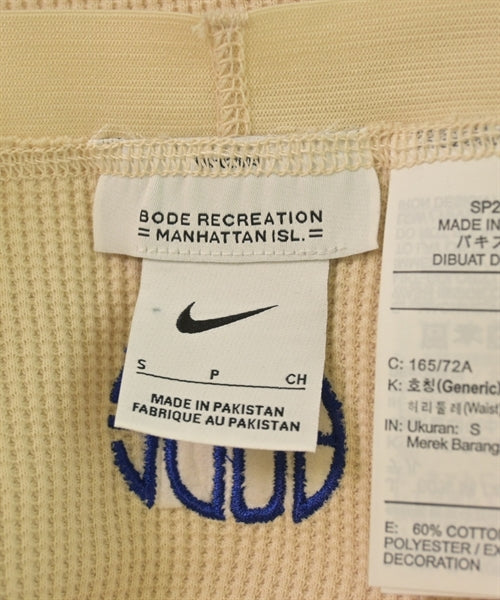 BODE RECREATION
=MANHATTAN ISL.=
S P CH
MADE IN PAKISTAN
FABRIQUE AU PAKISTAN
SP2
MADE IN
パキス
DIBUAT D
C: 165/72A
K: 호칭(Generic)
허리둘레(Waist)
IN: Ukuran: S
Merek Barang
E: 60% COTTO
POLYESTER / EX
DECORATION